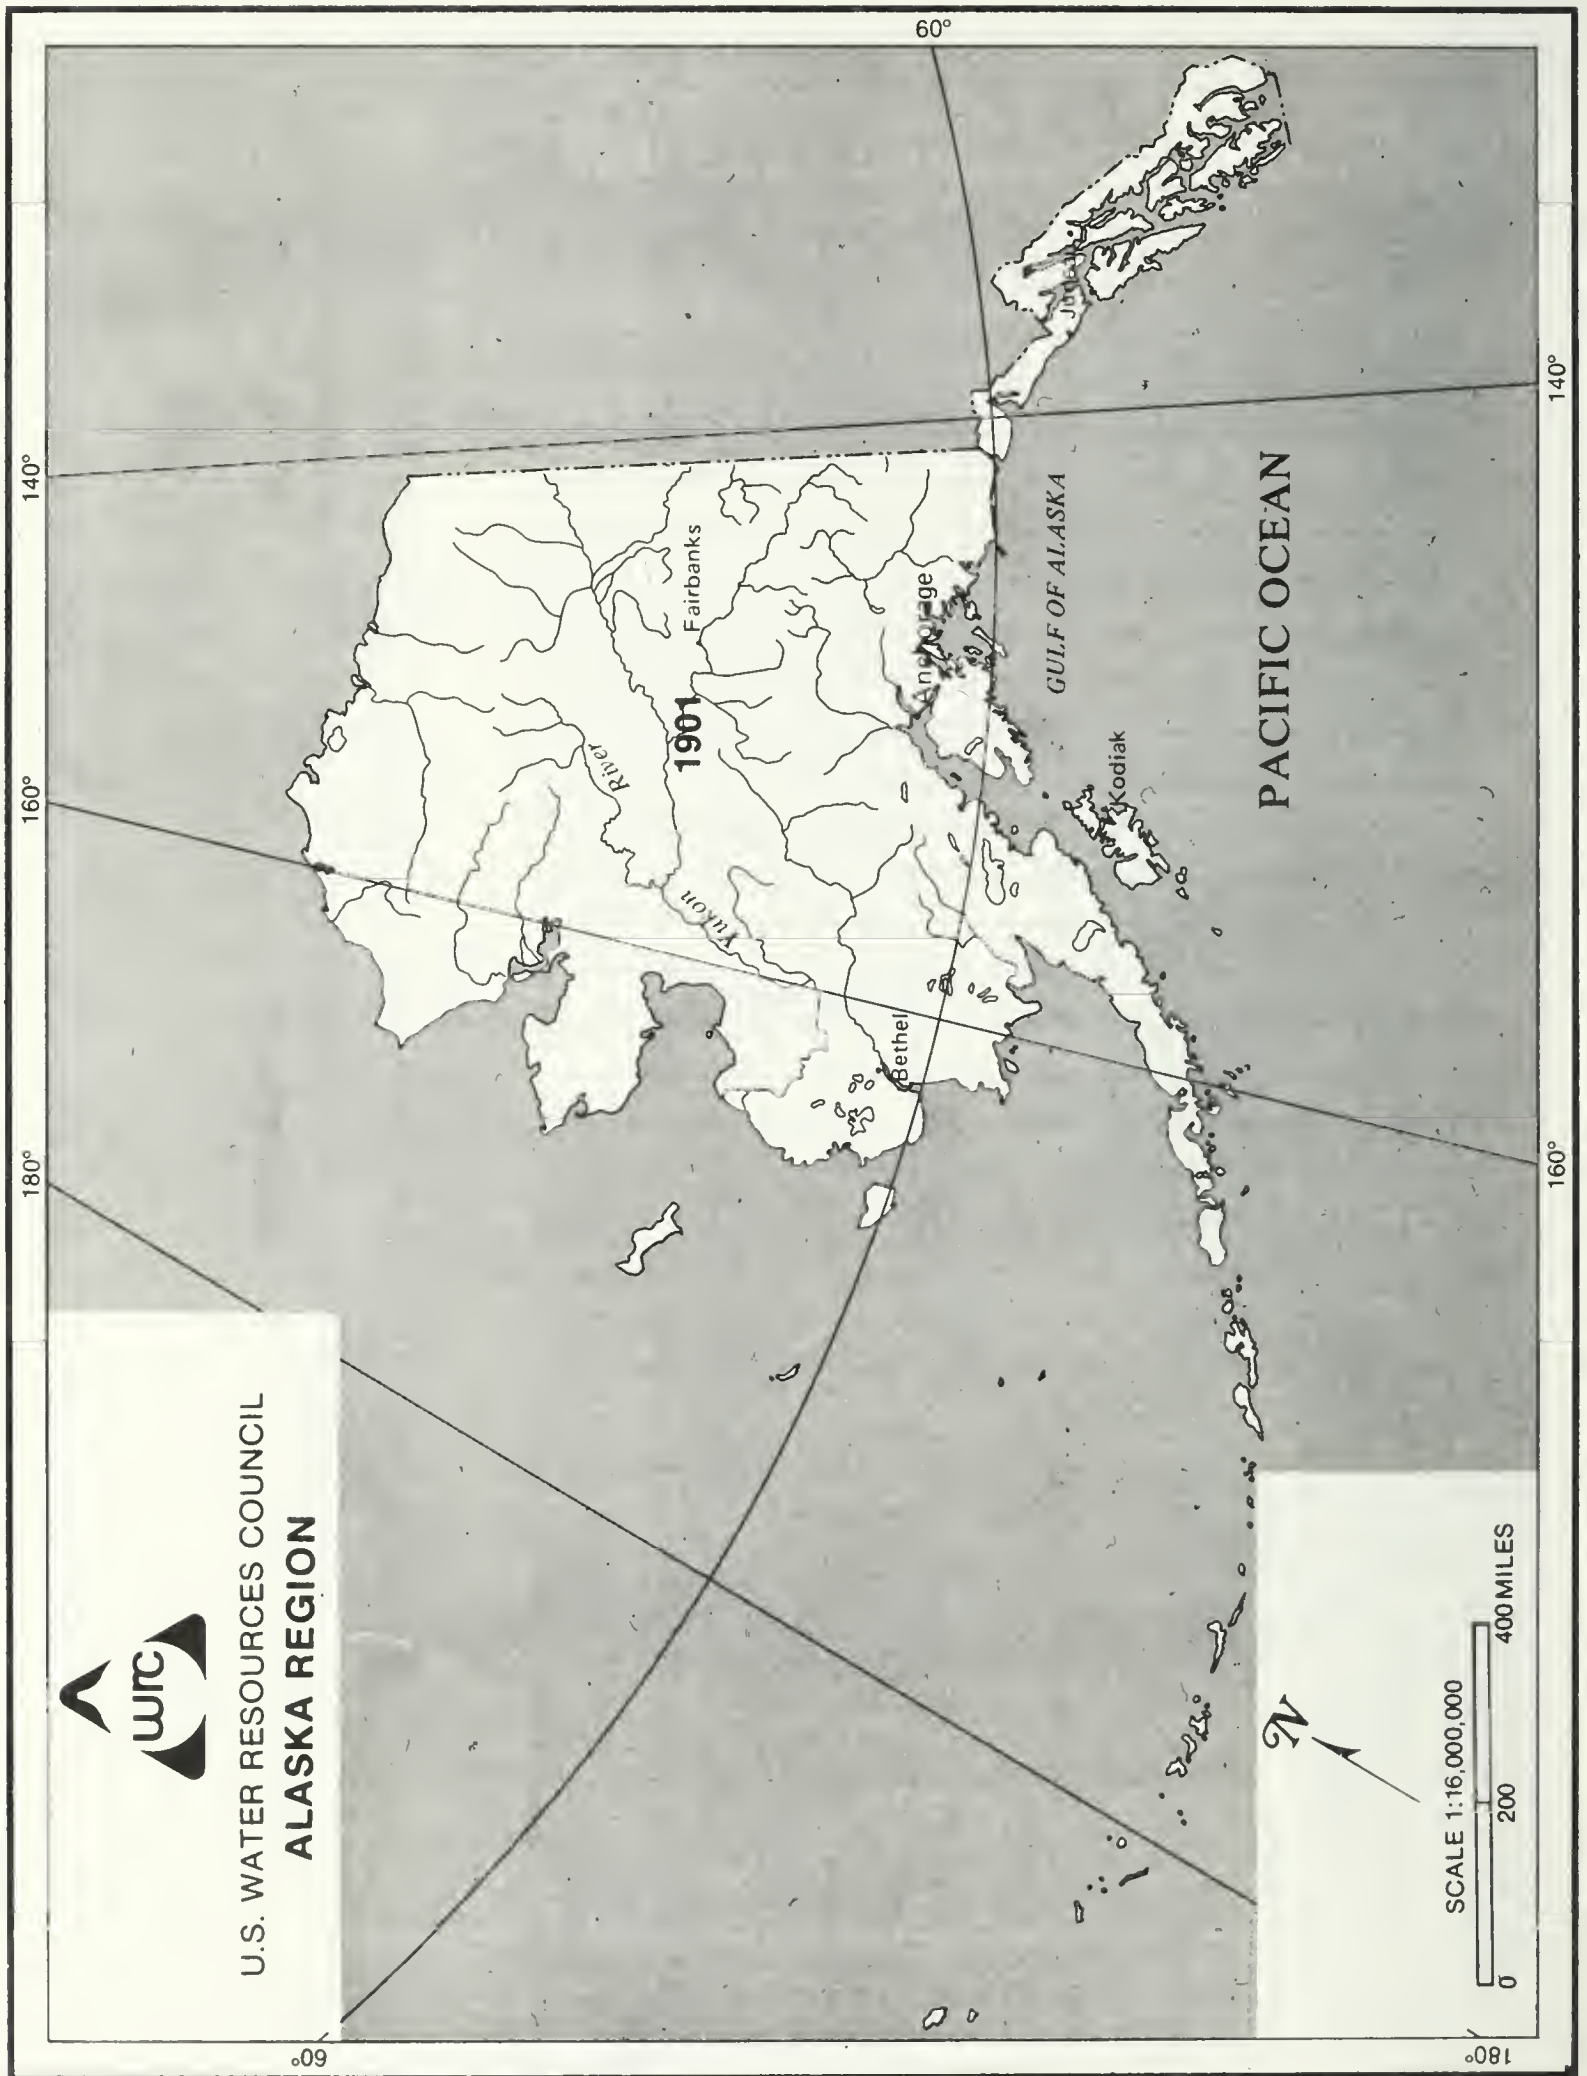 wrc
U.S. WATER RESOURCES COUNCIL
ALASKA REGION
180°
160°
140°
60°
60°
River
Yukon
1901
Fairbanks
Anchorage
Bethel
Kodiak
GULF OF ALASKA
PACIFIC OCEAN
N
SCALE 1:16,000,000
0 200 400 MILES
180°
160°
140°